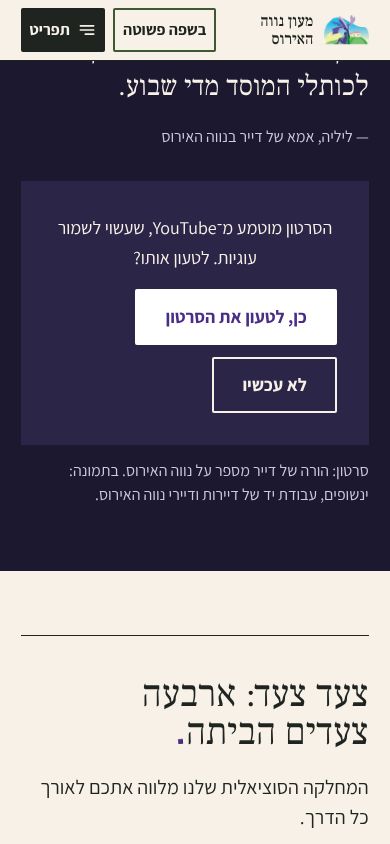 מעון נווה
האירוס
בשפה פשוטה
תפריט
לכותלי המוסד מדי שבוע.
— ליליה, אמא של דייר בנווה האירוס
הסרטון מוטמע מ־YouTube, שעשוי לשמור
עוגיות. לטעון אותו?
כן, לטעון את הסרטון
לא עכשיו
סרטון: הורה של דייר מספר על נווה האירוס. בתמונה:
ינשופים, עבודת יד של דיירות ודיירי נווה האירוס.
צעד צעד: ארבעה
צעדים הביתה.
המחלקה הסוציאלית שלנו מלווה אתכם לאורך
כל הדרך.